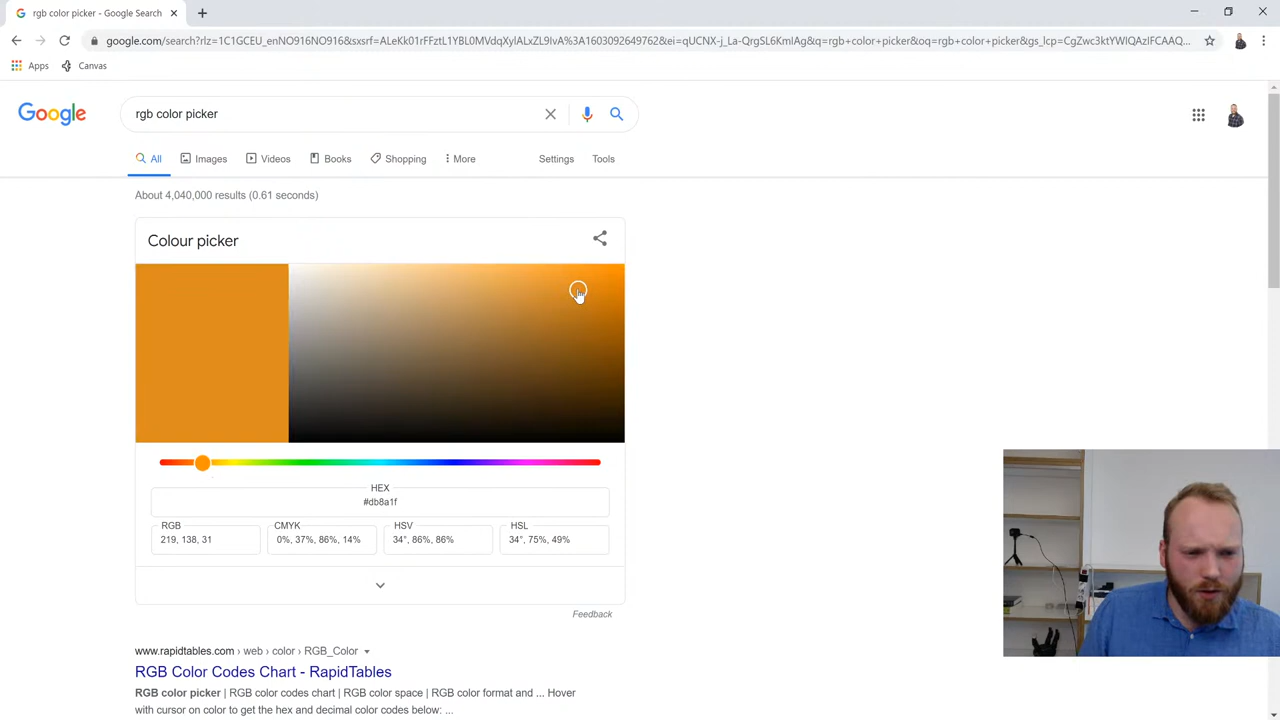 rgb color picker - Google Search
google.com/search?rlz=1C1GCEU_enNO916NO916&sxsrf=ALeKk01rFFztL1YBL0MVdqXylALxZL9IvA%3A1603092649762&ei=qUCNX-j_La-QrgSL6KmIAg&q=rgb+color+picker&oq=rgb+color+picker&gs_lcp=CgZwc3ktYWIQAzIFCAAQ...
Apps Canvas
Google rgb color picker
All Images Videos Books Shopping More Settings Tools
About 4,040,000 results (0.61 seconds)
Colour picker
HEX
#db8a1f
RGB CMYK HSV HSL
219, 138, 31 0%, 37%, 86%, 14% 34°, 86%, 86% 34°, 75%, 49%
Feedback
www.rapidtables.com › web › color › RGB_Color
RGB Color Codes Chart - RapidTables
RGB color picker | RGB color codes chart | RGB color space | RGB color format and ... Hover
with cursor on color to get the hex and decimal color codes below: ...